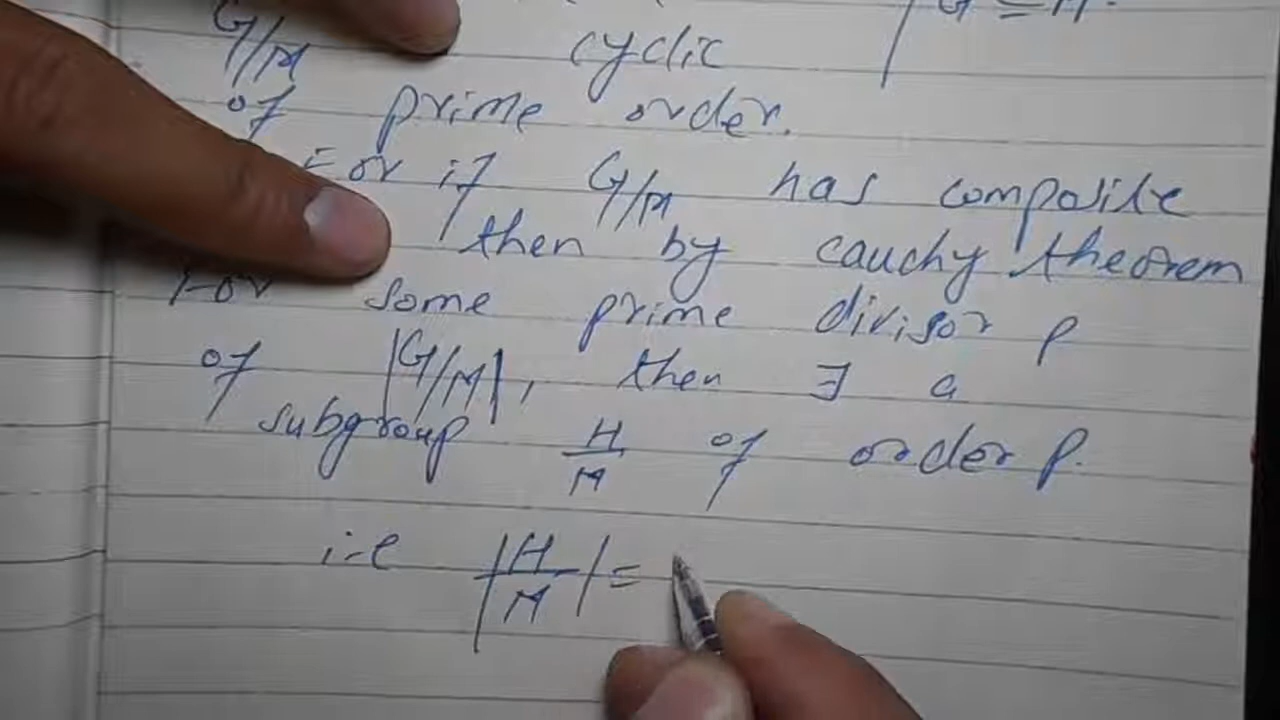 G = H.
G/M cyclic
of prime order.
For if G/M has composite
then by cauchy theorem
For some prime divisor p
of |G/M|, then ∃ a
subgroup H/M of order p.
i.e |H/M| =